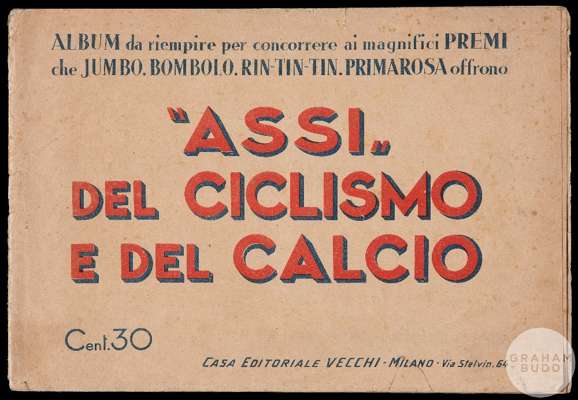 ALBUM da riempire per concorrere ai magnifici PREMI
che JUMBO. BOMBOLO. RIN-TIN-TIN. PRIMAROSA offrono
"ASSI„
DEL CICLISMO
E DEL CALCIO
Cent. 30
CASA EDITORIALE VECCHI - MILANO - Via Stelvin, 64
GRAHAM
BUDD